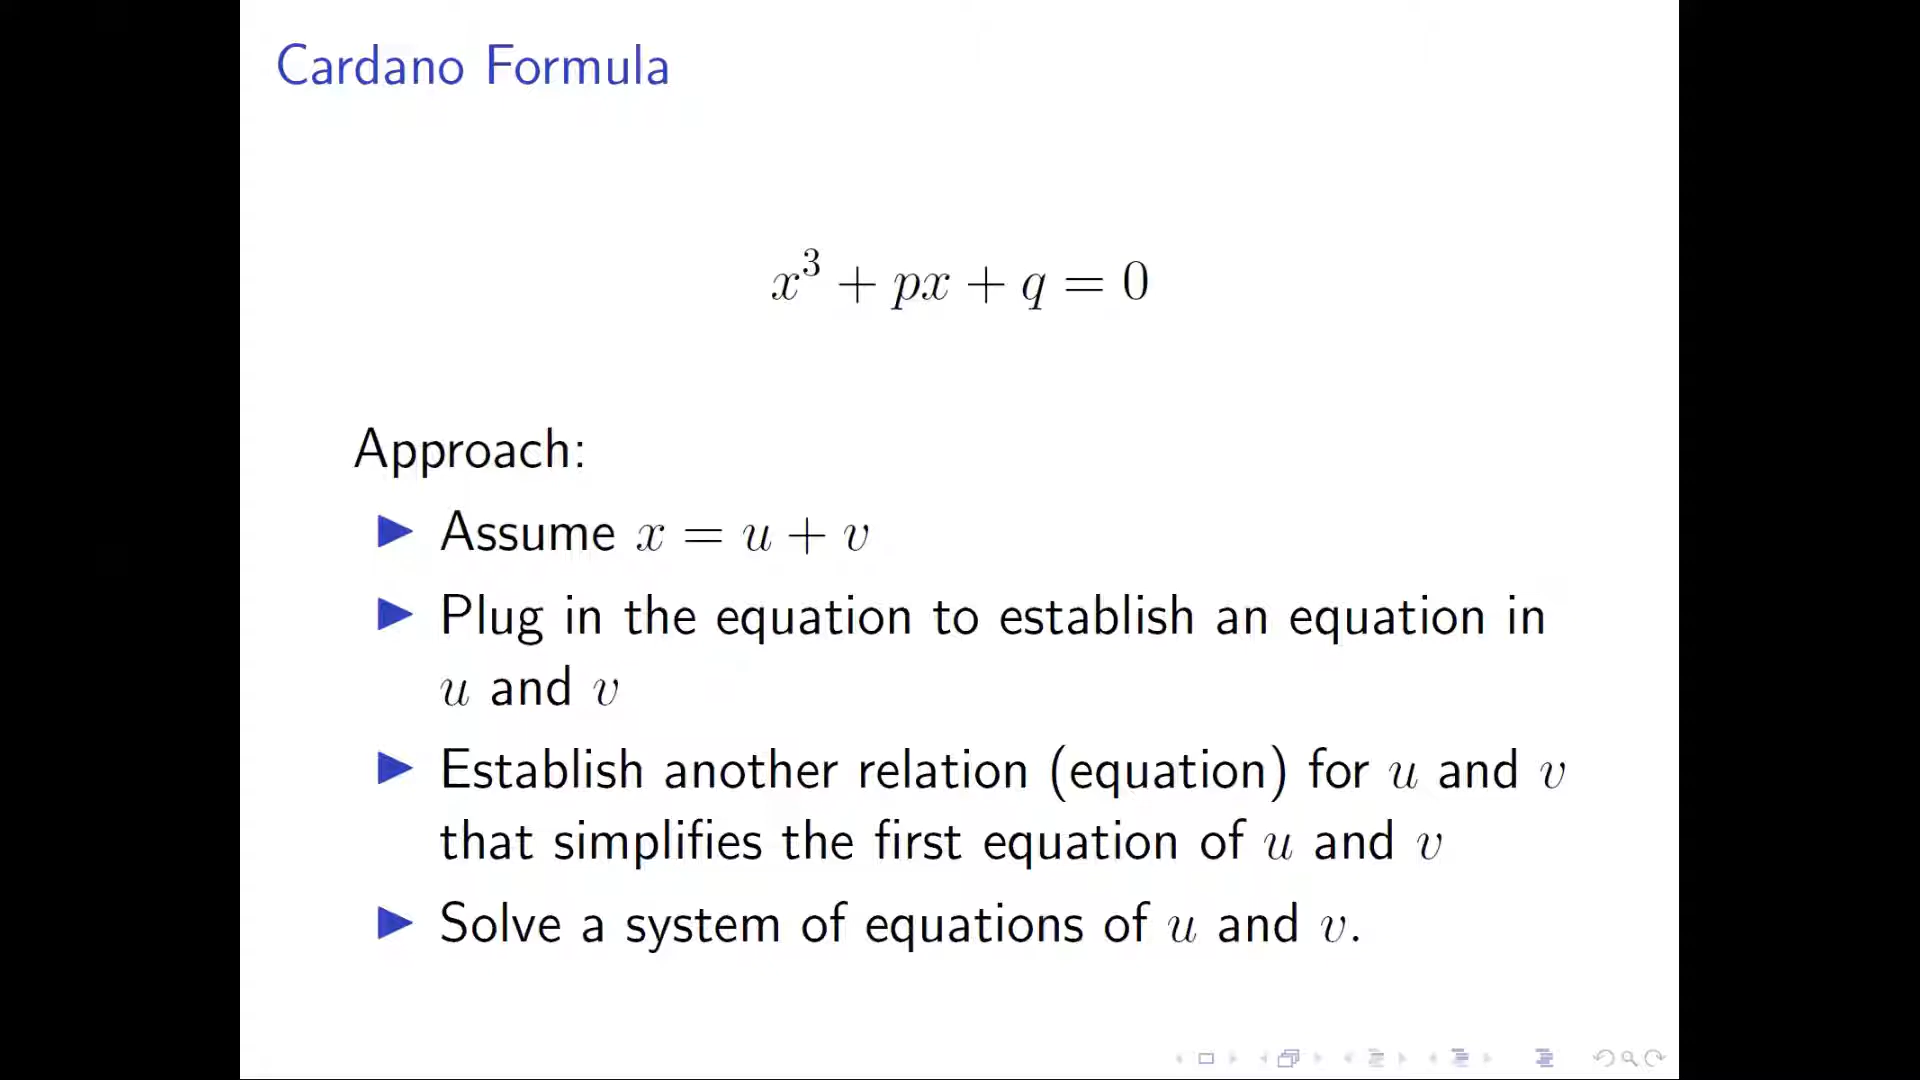 Cardano Formula
x³ + px + q = 0
Approach:
▶ Assume x = u + v
▶ Plug in the equation to establish an equation in
u and v
▶ Establish another relation (equation) for u and v
that simplifies the first equation of u and v
▶ Solve a system of equations of u and v.